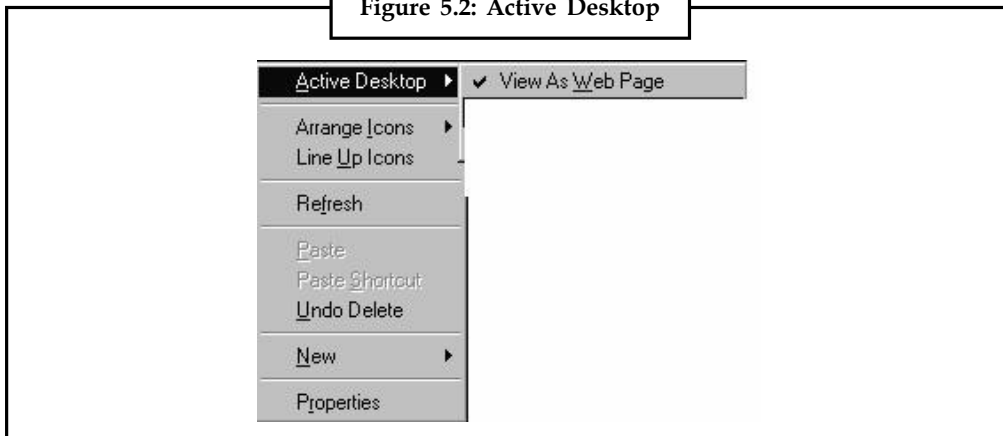 Figure 5.2: Active Desktop
Active Desktop
View As Web Page
Arrange Icons
Line Up Icons
Refresh
Paste
Paste Shortcut
Undo Delete
New
Properties